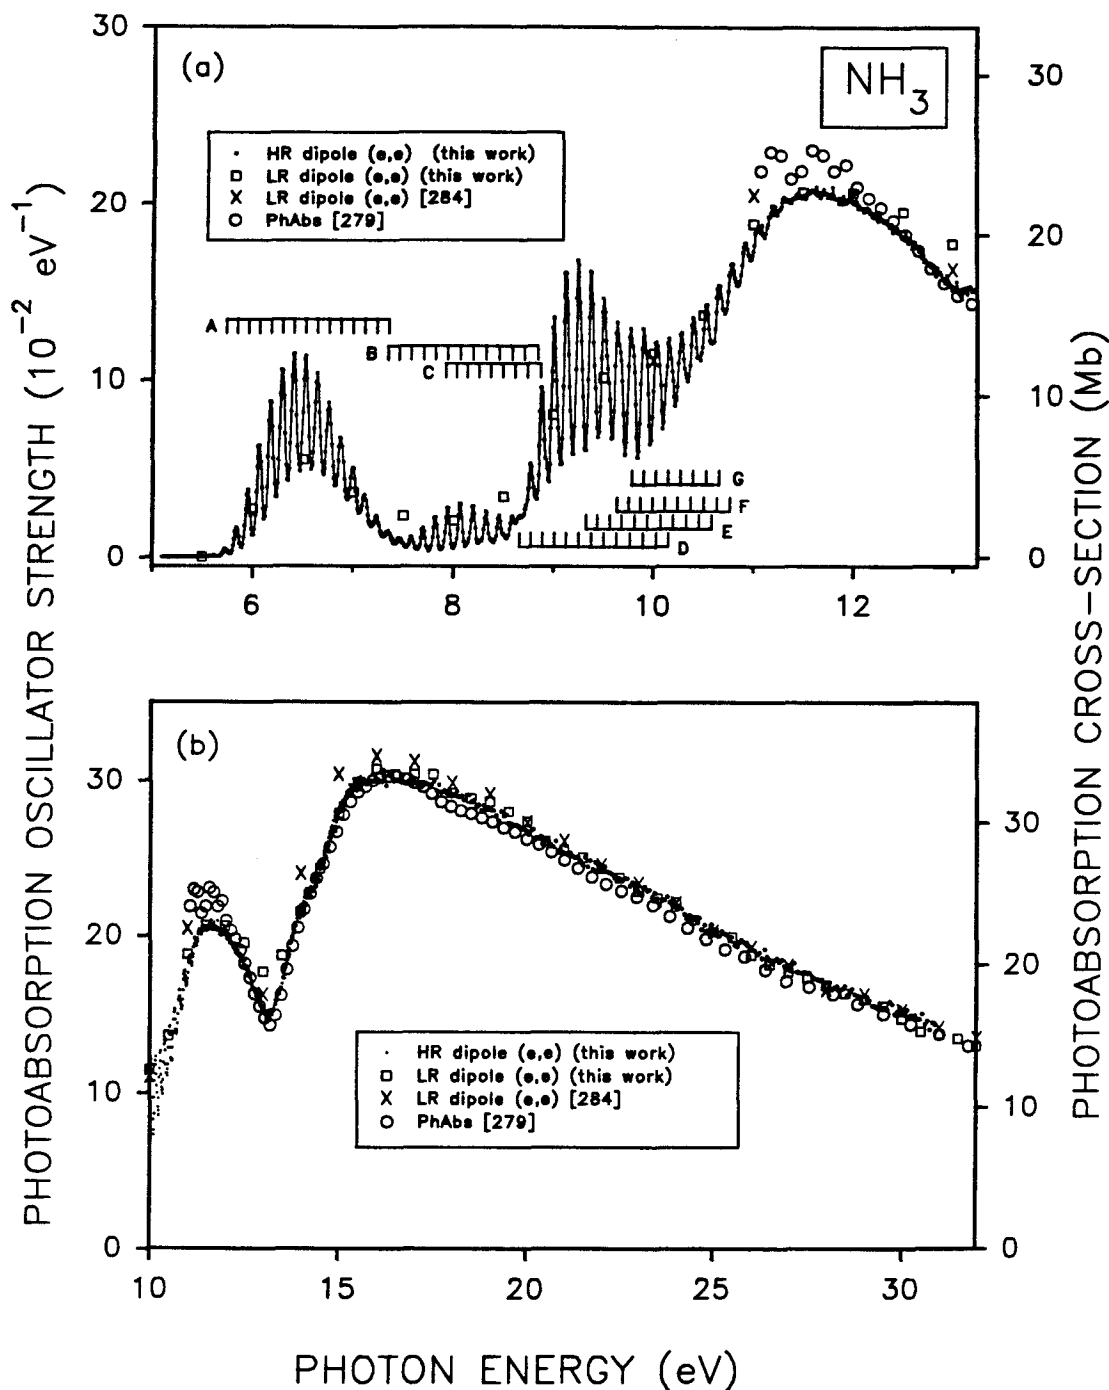 PHOTOABSORPTION OSCILLATOR STRENGTH (10⁻² eV⁻¹)
PHOTOABSORPTION CROSS-SECTION (Mb)
(a)
NH₃
30
20
10
0
30
20
10
0
HR dipole (e,e) (this work)
LR dipole (e,e) (this work)
LR dipole (e,e) [284]
PhAbs [279]
A
B
C
G
F
E
D
6
8
10
12
(b)
30
20
10
0
30
20
10
0
HR dipole (e,e) (this work)
LR dipole (e,e) (this work)
LR dipole (e,e) [284]
PhAbs [279]
10
15
20
25
30
PHOTON ENERGY (eV)